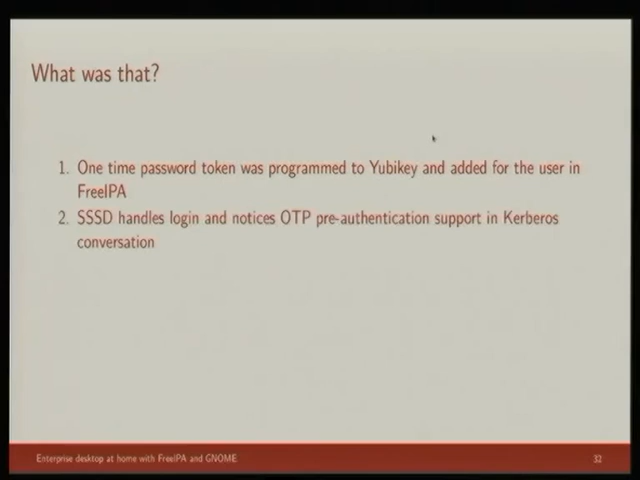 What was that?
1. One time password token was programmed to Yubikey and added for the user in
FreeIPA
2. SSSD handles login and notices OTP pre-authentication support in Kerberos
conversation
Enterprise desktop at home with FreeIPA and GNOME
32